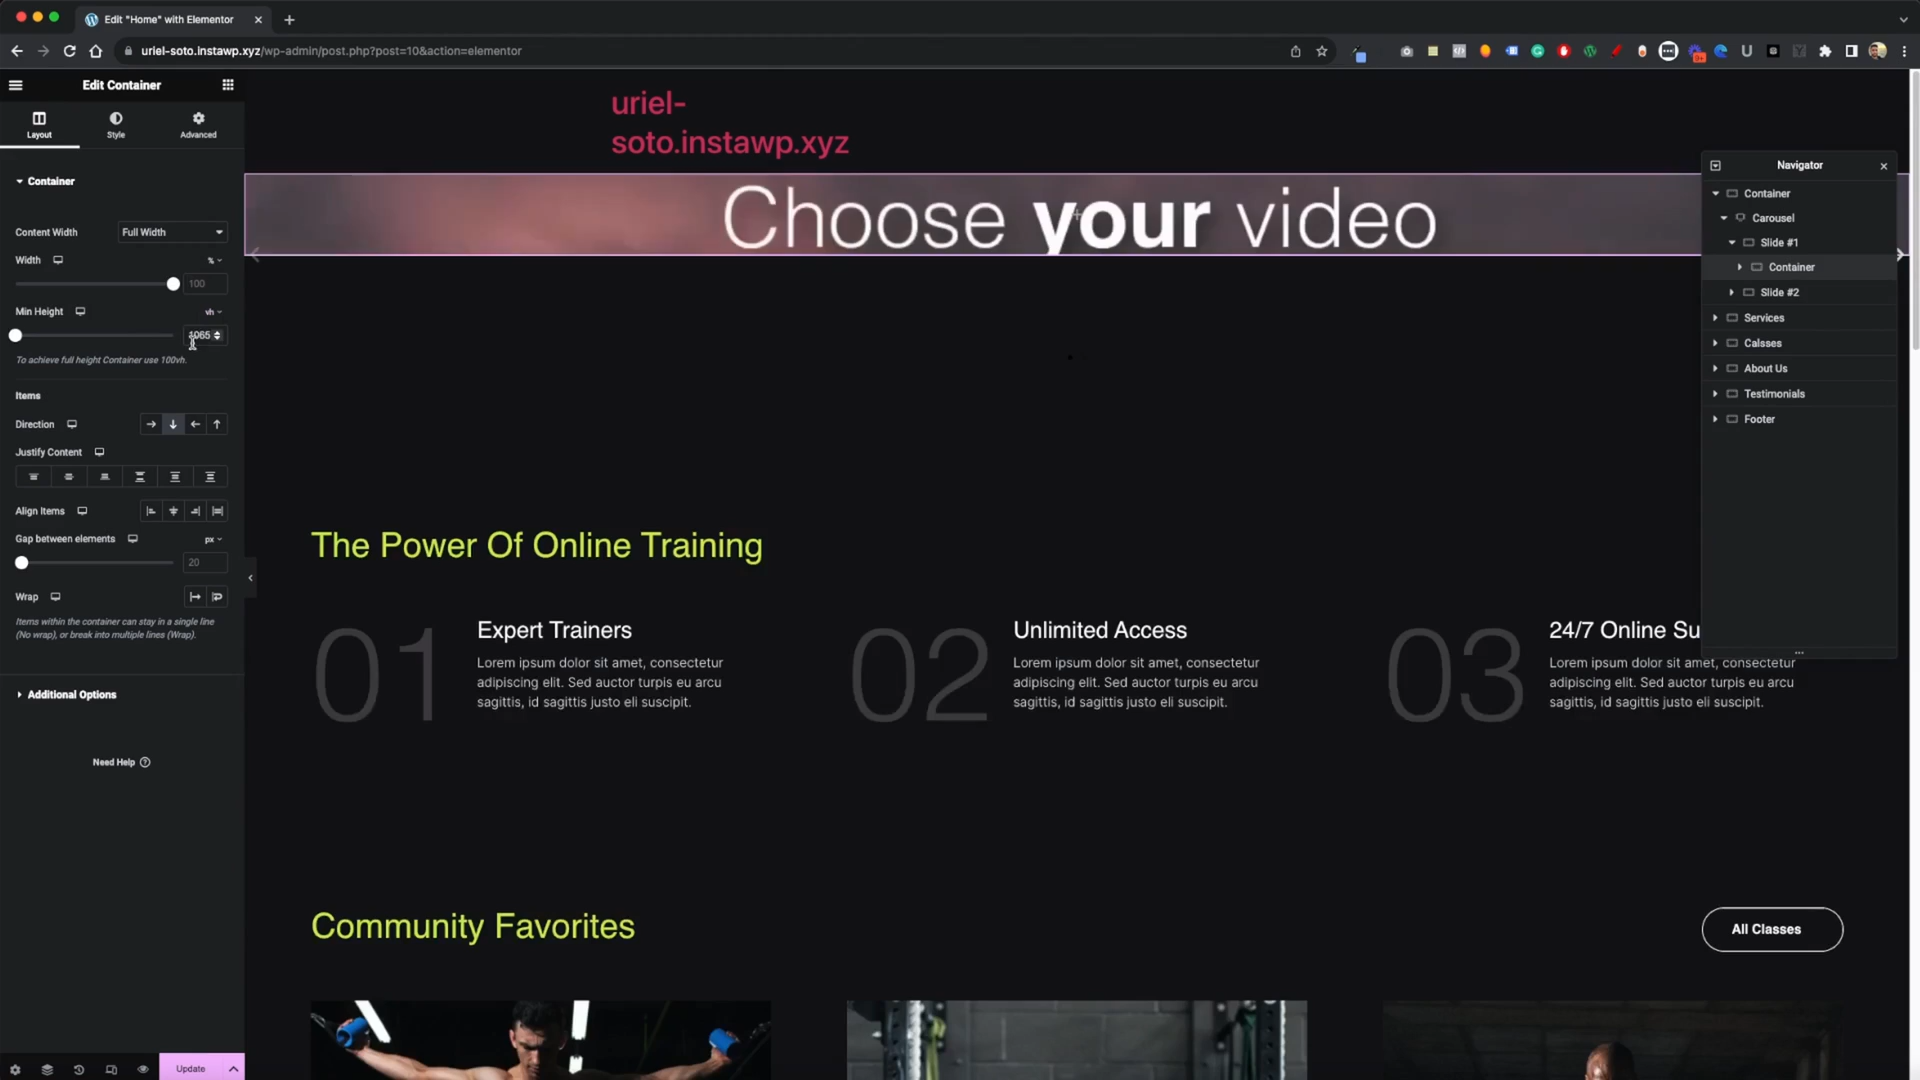 Edit "Home" with Elementor
uriel-soto.instawp.xyz/wp-admin/post.php?post=10&action=elementor
9+
Edit Container
Layout
Style
Advanced
Container
Content Width
Full Width
Width
%
100
Min Height
vh
1065
To achieve full height Container use 100vh.
Items
Direction
Justify Content
Align Items
Gap between elements
px
20
Wrap
Items within the container can stay in a single line
(No wrap), or break into multiple lines (Wrap).
Additional Options
Need Help
Update
uriel-
soto.instawp.xyz
Choose your video
The Power Of Online Training
01
Expert Trainers
Lorem ipsum dolor sit amet, consectetur
adipiscing elit. Sed auctor turpis eu arcu
sagittis, id sagittis justo eli suscipit.
02
Unlimited Access
Lorem ipsum dolor sit amet, consectetur
adipiscing elit. Sed auctor turpis eu arcu
sagittis, id sagittis justo eli suscipit.
03
24/7 Online Su
Lorem ipsum dolor sit amet, consectetur
adipiscing elit. Sed auctor turpis eu arcu
sagittis, id sagittis justo eli suscipit.
Community Favorites
All Classes
Navigator
Container
Carousel
Slide #1
Container
Slide #2
Services
Calsses
About Us
Testimonials
Footer